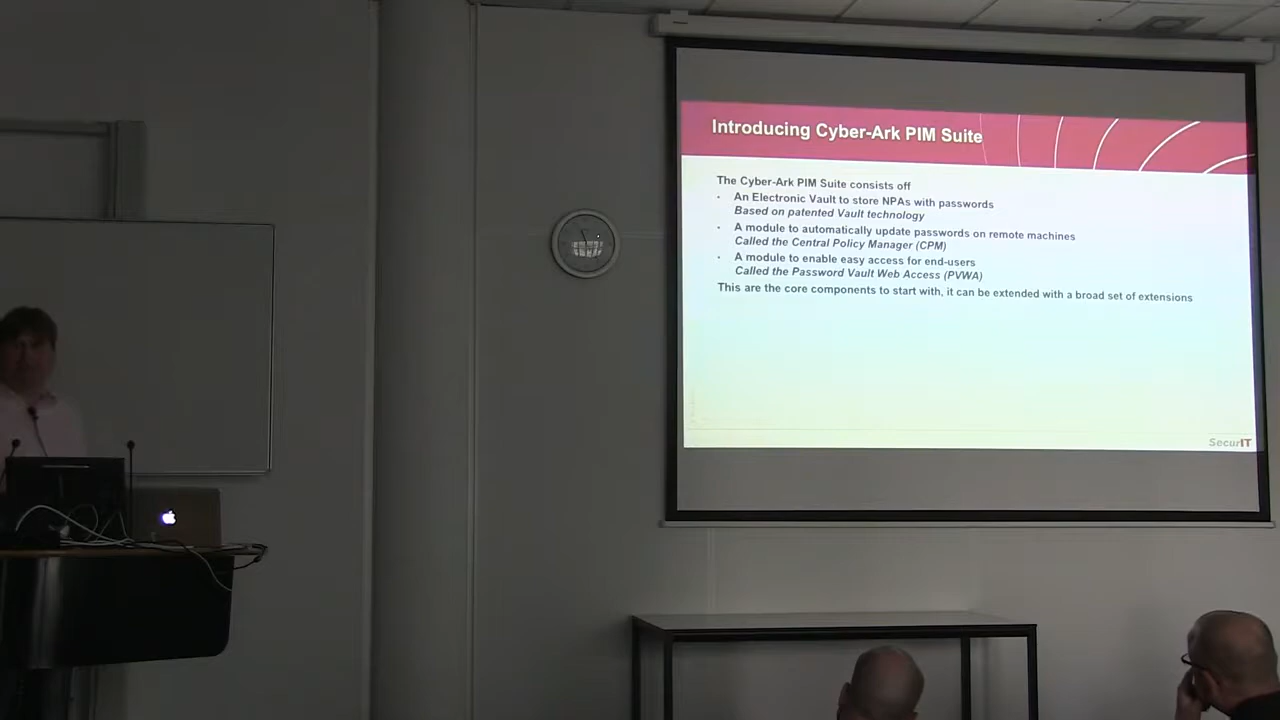 Introducing Cyber-Ark PIM Suite
The Cyber-Ark PIM Suite consists off
· An Electronic Vault to store NPAs with passwords
Based on patented Vault technology
· A module to automatically update passwords on remote machines
Called the Central Policy Manager (CPM)
· A module to enable easy access for end-users
Called the Password Vault Web Access (PVWA)
This are the core components to start with, it can be extended with a broad set of extensions
SecurIT